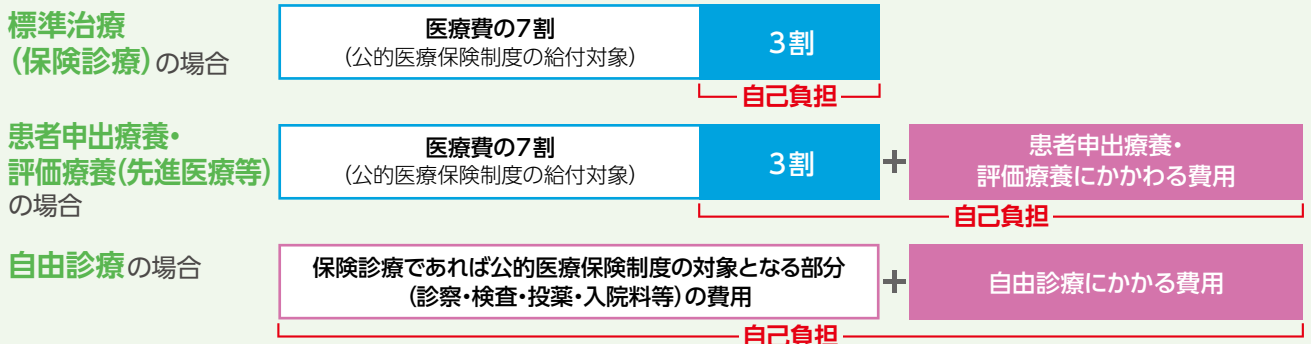 標準治療
(保険診療)の場合
医療費の7割
(公的医療保険制度の給付対象)
3割
自己負担
患者申出療養・
評価療養(先進医療等)
の場合
医療費の7割
(公的医療保険制度の給付対象)
3割
+
患者申出療養・
評価療養にかかわる費用
自己負担
自由診療の場合
保険診療であれば公的医療保険制度の対象となる部分
(診察・検査・投薬・入院料等)の費用
+
自由診療にかかる費用
自己負担